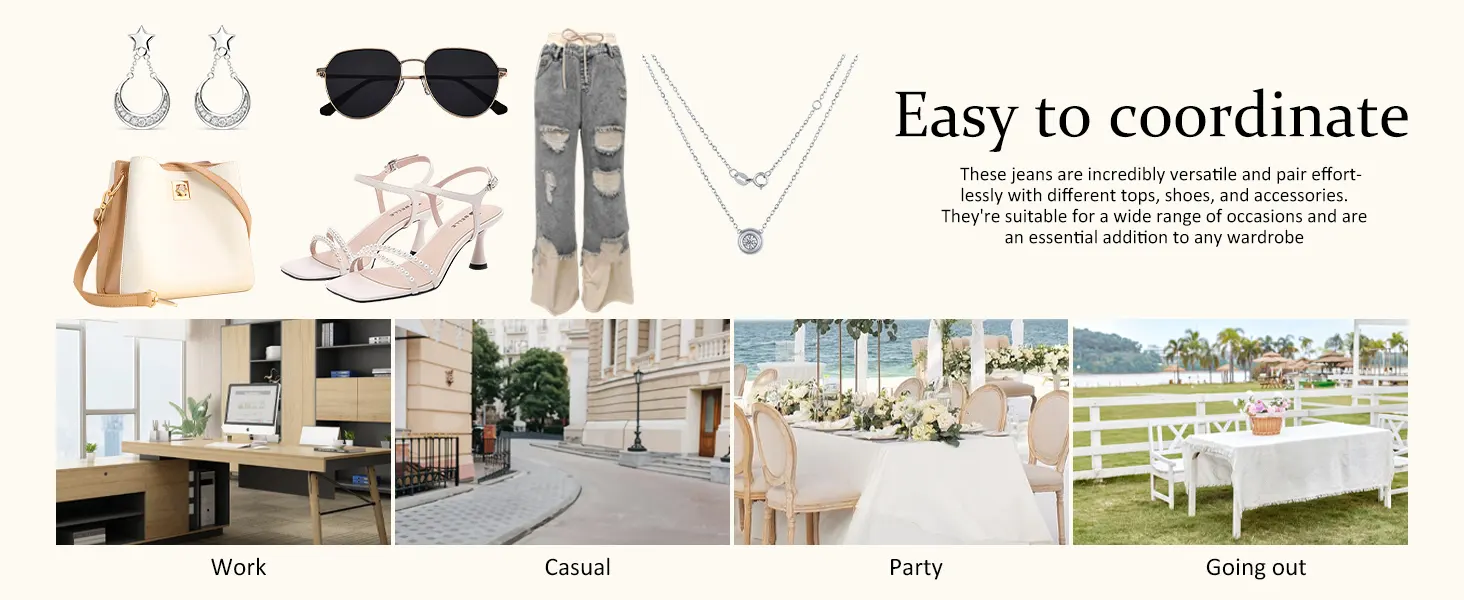 Easy to coordinate
These jeans are incredibly versatile and pair effort-
lessly with different tops, shoes, and accessories.
They're suitable for a wide range of occasions and are
an essential addition to any wardrobe
Work
Casual
Party
Going out